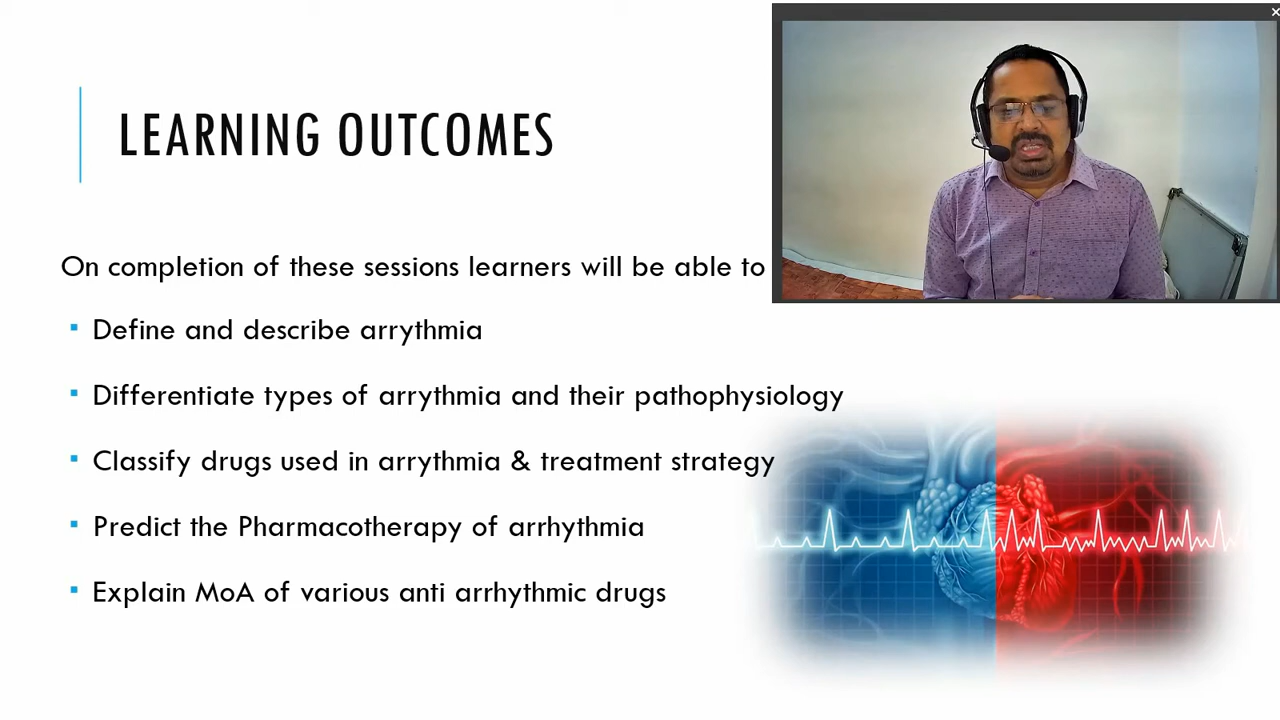 LEARNING OUTCOMES
On completion of these sessions learners will be able to
Define and describe arrythmia
Differentiate types of arrythmia and their pathophysiology
Classify drugs used in arrythmia & treatment strategy
Predict the Pharmacotherapy of arrhythmia
Explain MoA of various anti arrhythmic drugs